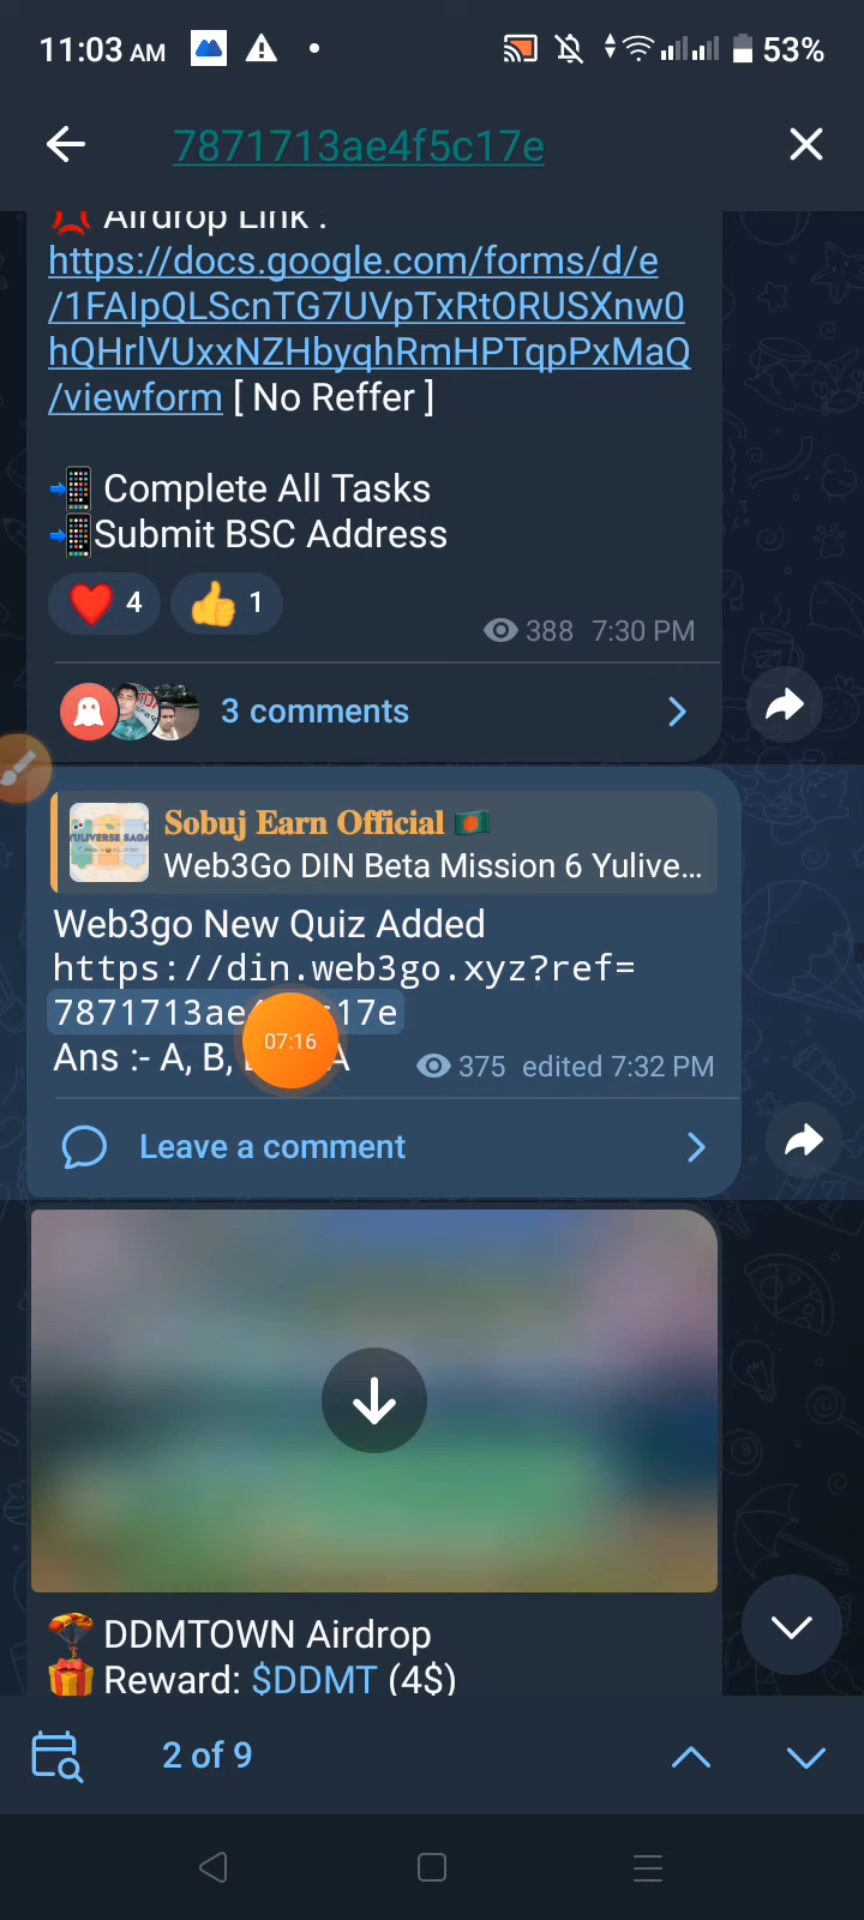 11:03 AM
53%
7871713ae4f5c17e
Airdrop Link :
https://docs.google.com/forms/d/e
/1FAIpQLScnTG7UVpTxRtORUSXnw0
hQHrlVUxxNZHbyqhRmHPTqpPxMaQ
/viewform [ No Reffer ]
Complete All Tasks
Submit BSC Address
4
1
388 7:30 PM
3 comments
YULIVERSE SAGA
Sobuj Earn Official
Web3Go DIN Beta Mission 6 Yulive...
Web3go New Quiz Added
https://din.web3go.xyz?ref=
7871713ae 17e
07:16
Ans :- A, B, A
375 edited 7:32 PM
Leave a comment
DDMTOWN Airdrop
Reward: $DDMT (4$)
2 of 9